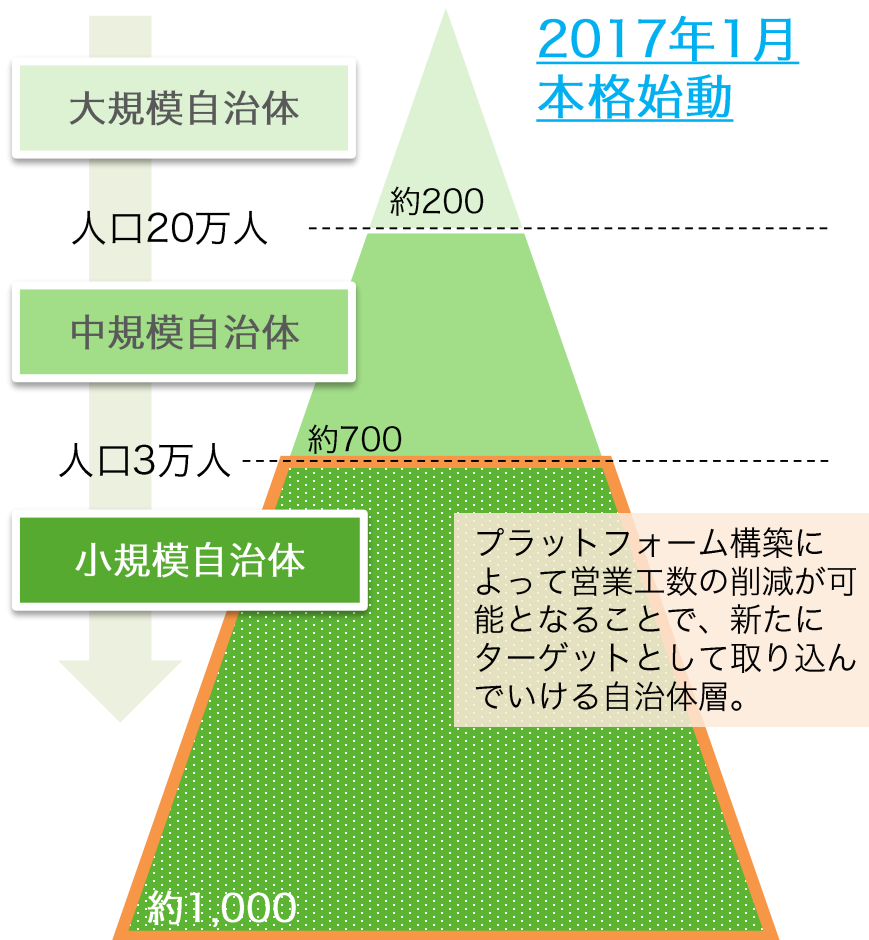 2017年1月
本格始動
大規模自治体
約200
人口20万人
中規模自治体
約700
人口3万人
小規模自治体
プラットフォーム構築に
よって営業工数の削減が可
能となることで、新たに
ターゲットとして取り込ん
でいける自治体層。
約1,000